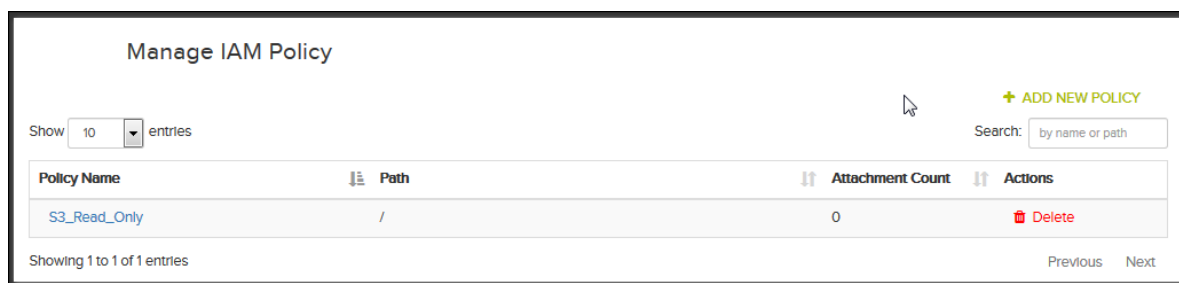 Manage IAM Policy
+ ADD NEW POLICY
Show 10 entries
Search: by name or path
Policy Name Path Attachment Count Actions
S3_Read_Only / 0 Delete
Showing 1 to 1 of 1 entries
Previous Next